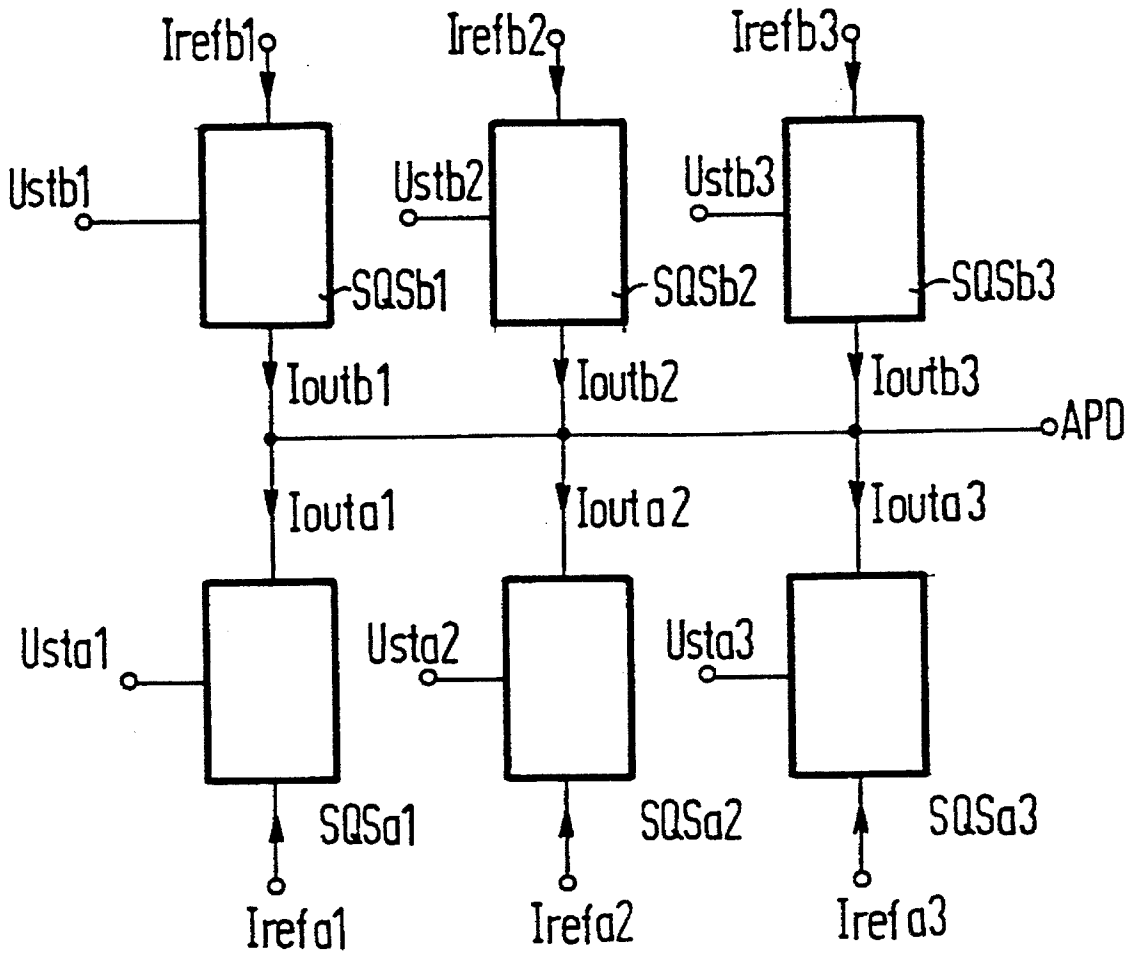 Irefb1 Irefb2 Irefb3
Ustb1 Ustb2 Ustb3
SQSb1 SQSb2 SQSb3
Ioutb1 Ioutb2 Ioutb3
APD
Iouta1 Iouta2 Iouta3
Usta1 Usta2 Usta3
SQSa1 SQSa2 SQSa3
Irefa1 Irefa2 Irefa3